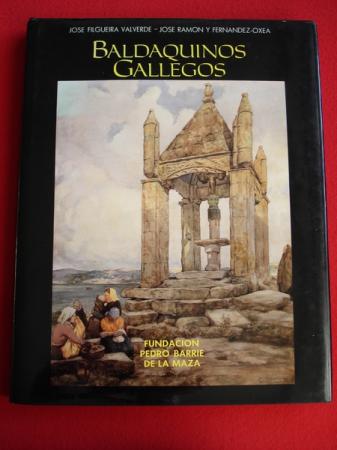 JOSE FILGUEIRA VALVERDE - JOSE RAMON Y FERNANDEZ-OXEA
BALDAQUINOS
GALLEGOS
FUNDACION
PEDRO BARRIE
DE LA MAZA